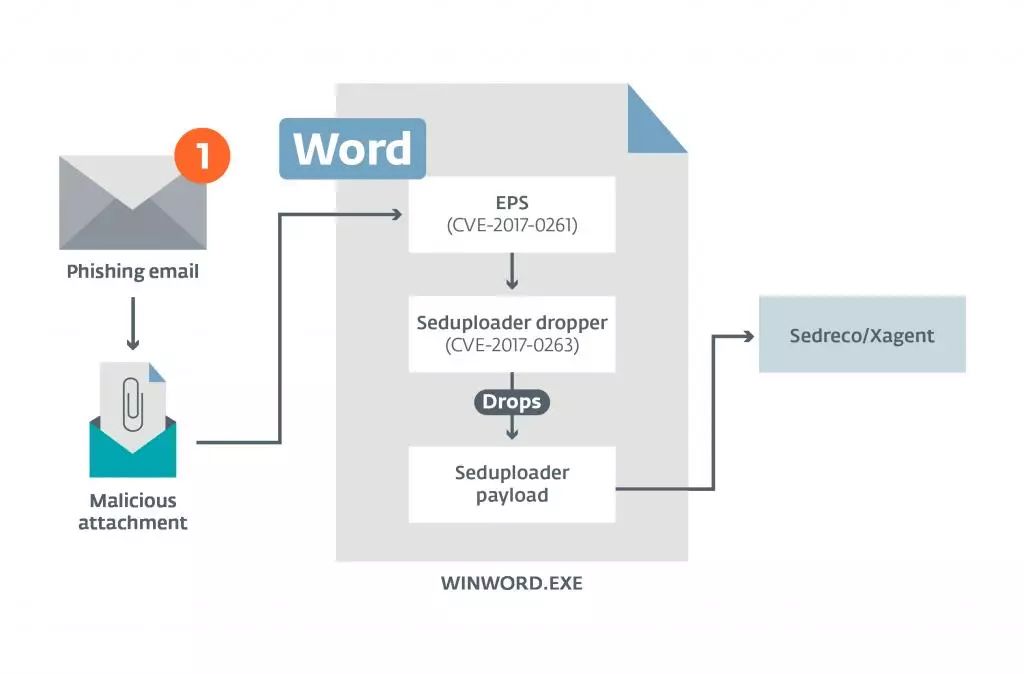 1
Phishing email
Malicious
attachment
Word
EPS
(CVE-2017-0261)
Seduploader dropper
(CVE-2017-0263)
Drops
Seduploader
payload
WINWORD.EXE
Sedreco/Xagent